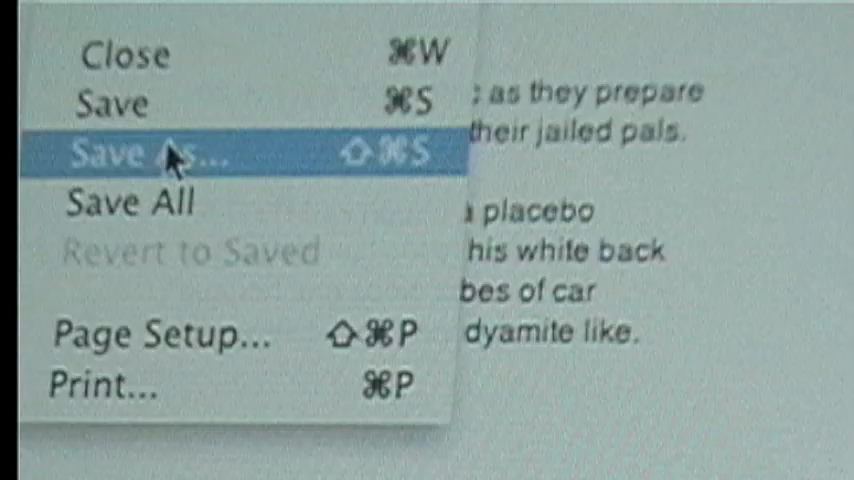 Close ⌘W
Save ⌘S
: as they prepare
Save As... ⇧⌘S
their jailed pals.
Save All
a placebo
Revert to Saved
his white back
bes of car
Page Setup... ⇧⌘P
dyamite like.
Print... ⌘P